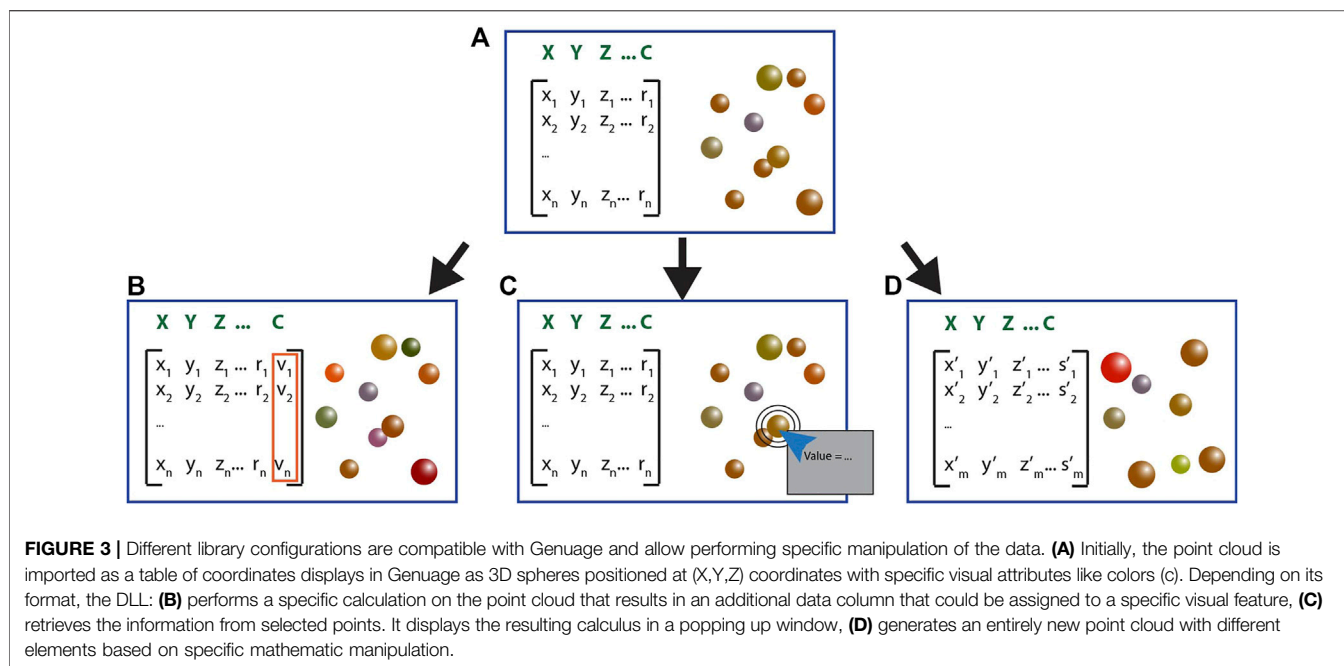 A
X Y Z ... C
x1 y1 z1 ... r1
x2 y2 z2 ... r2
...
xn yn zn... rn
B
X Y Z ... C
x1 y1 z1 ... r1 v1
x2 y2 z2 ... r2 v2
...
xn yn zn... rn vn
C
X Y Z ... C
x1 y1 z1 ... r1
x2 y2 z2 ... r2
...
xn yn zn... rn
Value = ...
D
X Y Z ... C
x'1 y'1 z'1 ... s'1
x'2 y'2 z'2 ... s'2
...
x'm y'm z'm... s'm
FIGURE 3 | Different library configurations are compatible with Genuage and allow performing specific manipulation of the data. (A) Initially, the point cloud is
imported as a table of coordinates displays in Genuage as 3D spheres positioned at (X,Y,Z) coordinates with specific visual attributes like colors (c). Depending on its
format, the DLL: (B) performs a specific calculation on the point cloud that results in an additional data column that could be assigned to a specific visual feature, (C)
retrieves the information from selected points. It displays the resulting calculus in a popping up window, (D) generates an entirely new point cloud with different
elements based on specific mathematic manipulation.